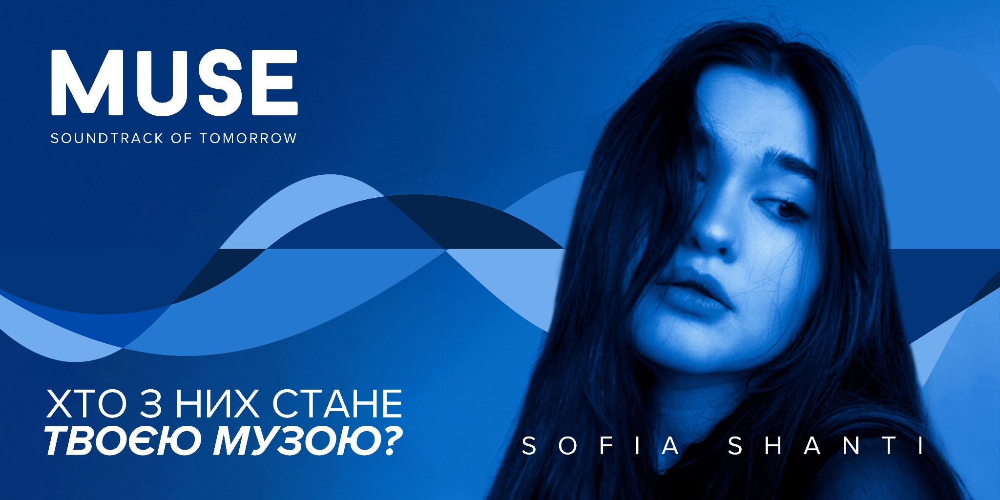 MUSE
SOUNDTRACK OF TOMORROW
ХТО З НИХ СТАНЕ
ТВОЄЮ МУЗОЮ?
SOFIA SHANTI